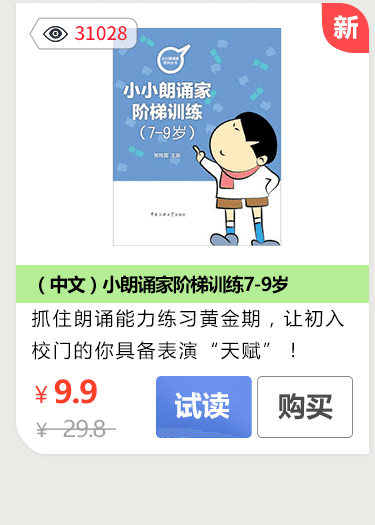 31028
新
小小朗诵家
阶梯训练
（7-9岁）
（中文）小朗诵家阶梯训练7-9岁
抓住朗诵能力练习黄金期，让初入
校门的你具备表演“天赋”！
¥ 9.9
试读
购买
¥ 29.8